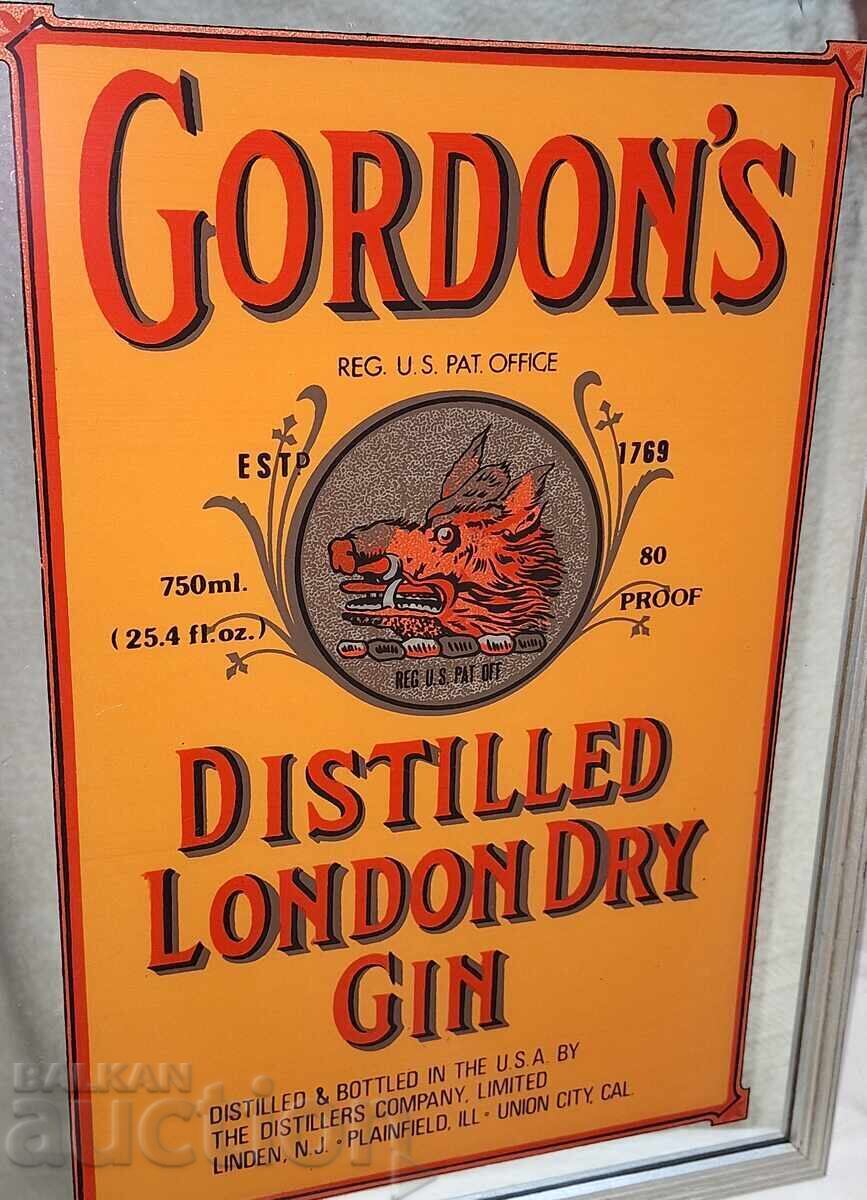 GORDON'S
REG. U.S. PAT. OFFICE
ESTD 1769
750ml.
(25.4 fl.oz.)
80
PROOF
REG U.S. PAT OFF
DISTILLED
LONDON DRY
GIN
DISTILLED & BOTTLED IN THE U.S.A. BY
THE DISTILLERS COMPANY, LIMITED
LINDEN, N.J. • PLAINFIELD, ILL • UNION CITY, CAL.
BALKAN
auction